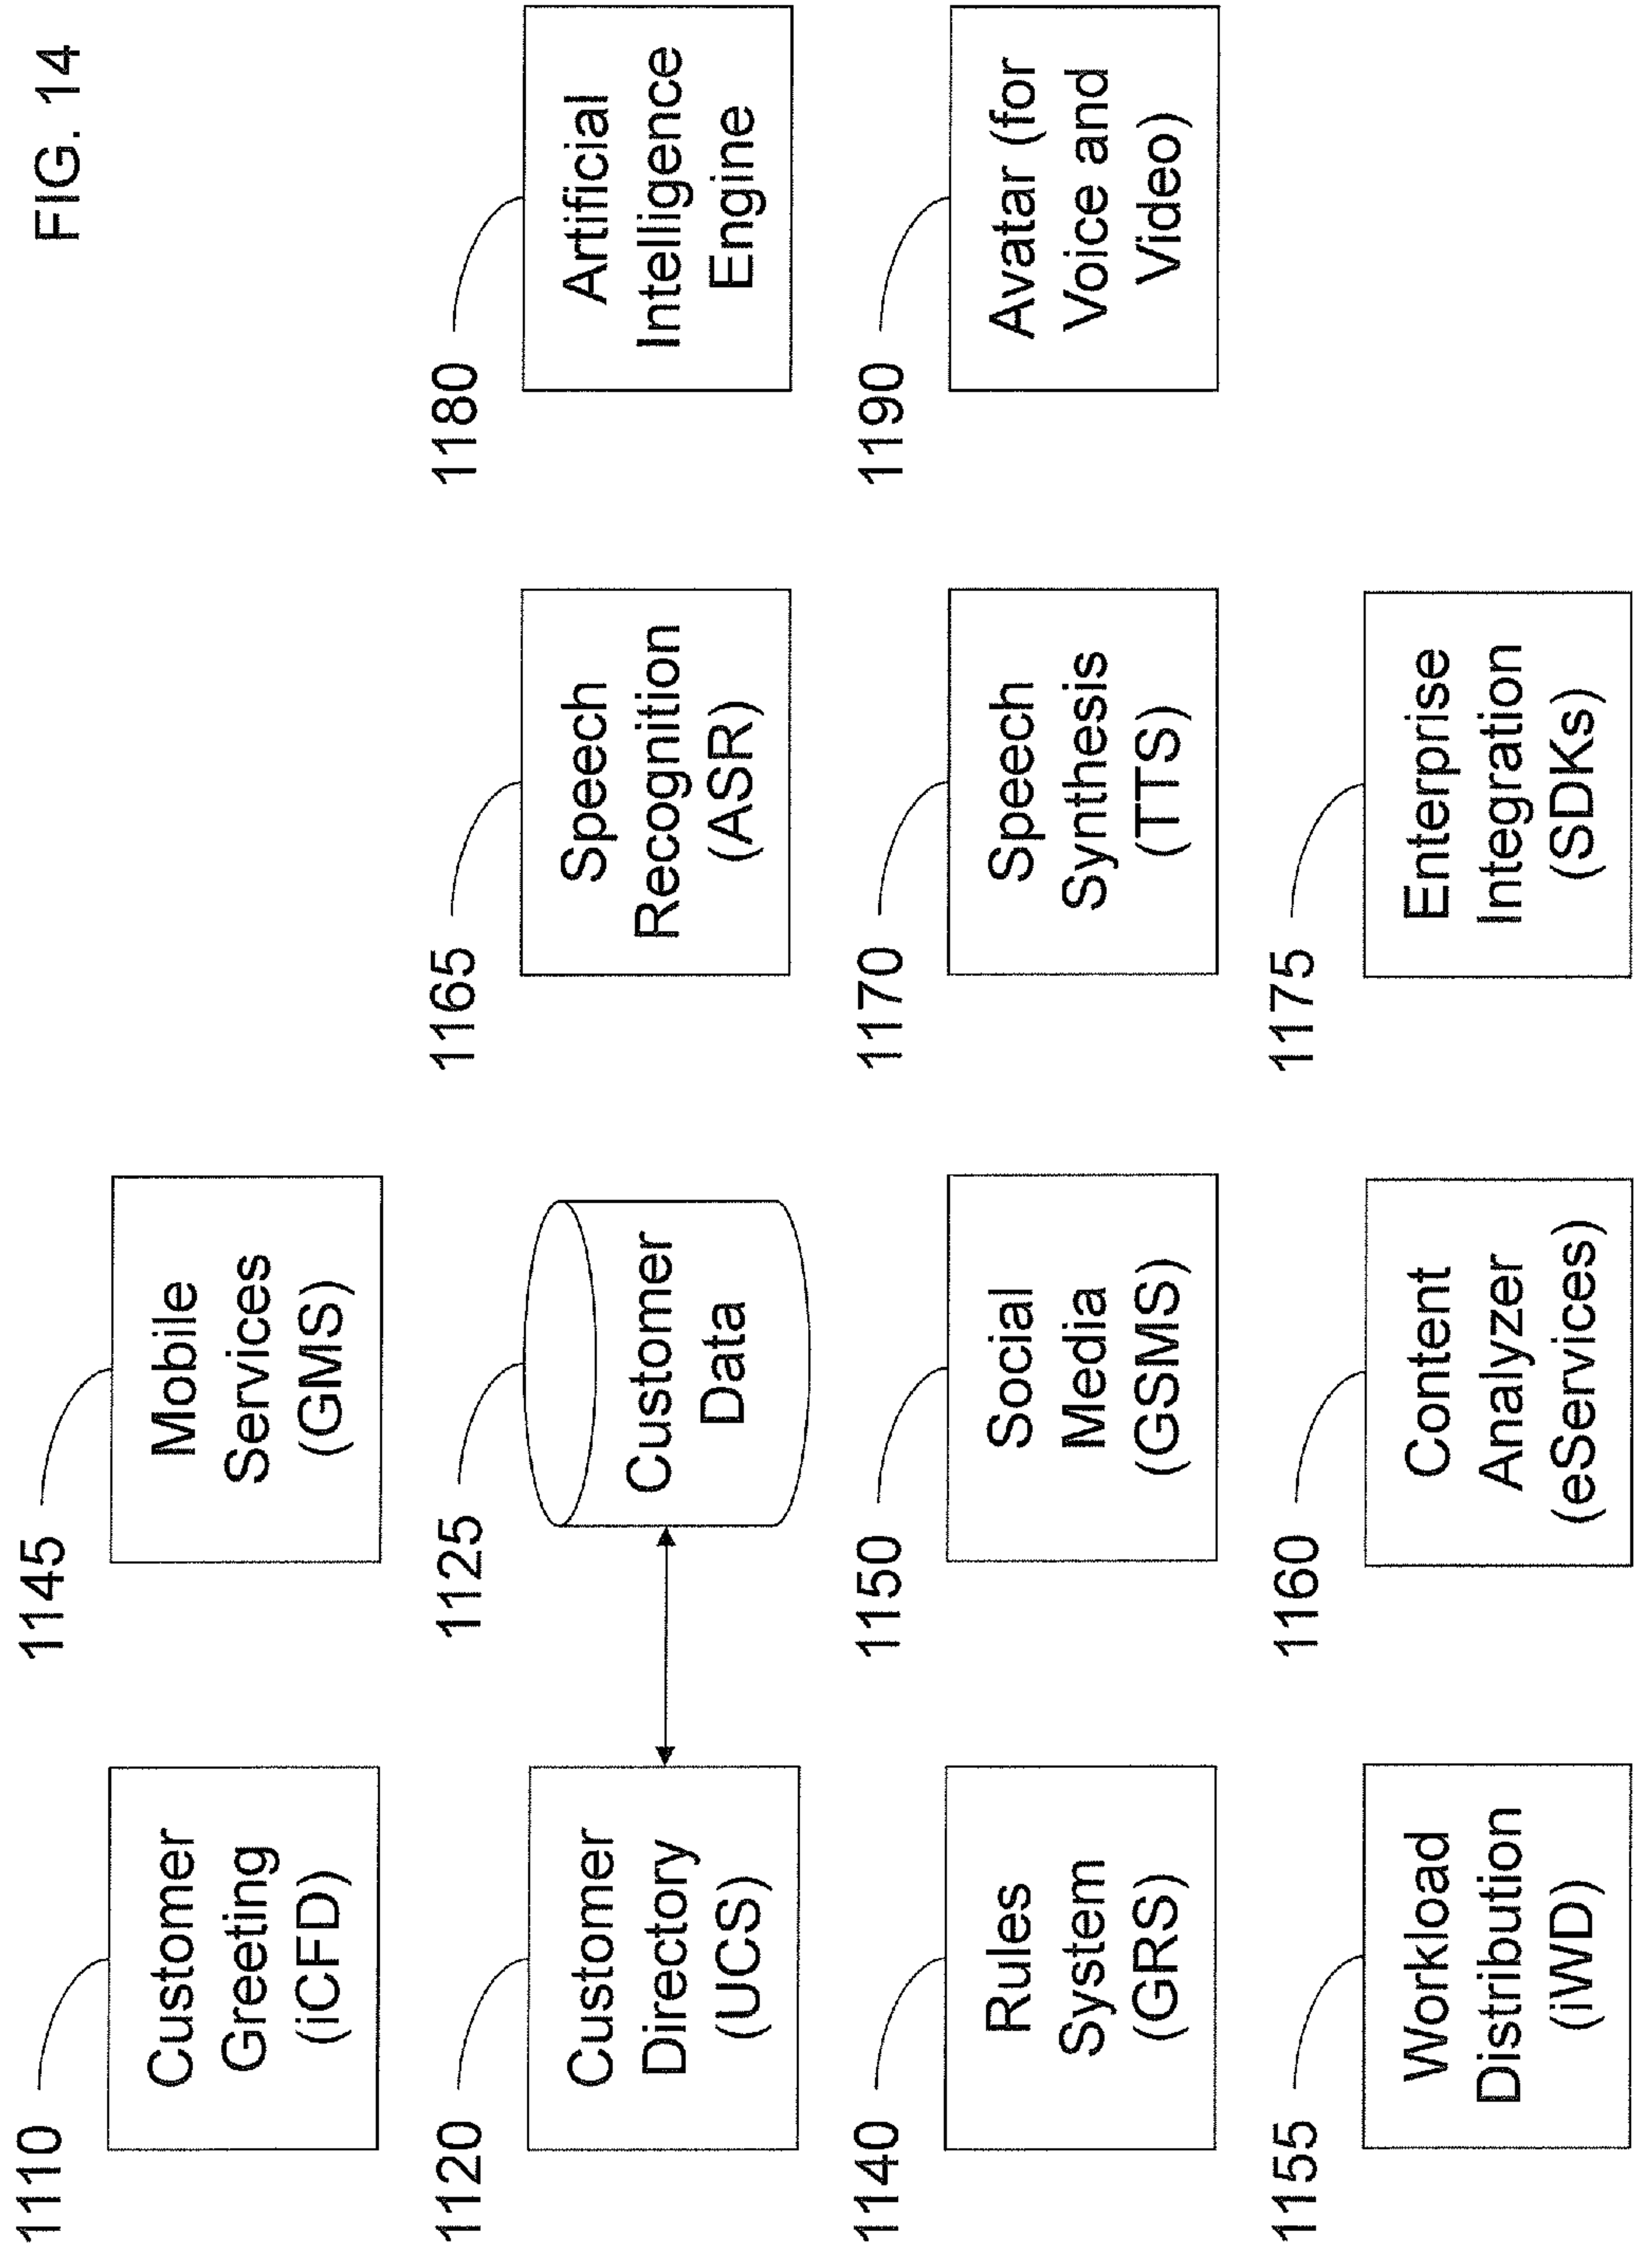 FIG. 14
1110
Customer
Greeting
(iCFD)
1145
Mobile
Services
(GMS)
1120
Customer
Directory
(UCS)
1125
Customer
Data
1165
Speech
Recognition
(ASR)
1180
Artificial
Intelligence
Engine
1140
Rules
System
(GRS)
1150
Social
Media
(GSMS)
1170
Speech
Synthesis
(TTS)
1190
Avatar (for
Voice and
Video)
1155
Workload
Distribution
(iWD)
1160
Content
Analyzer
(eServices)
1175
Enterprise
Integration
(SDKs)